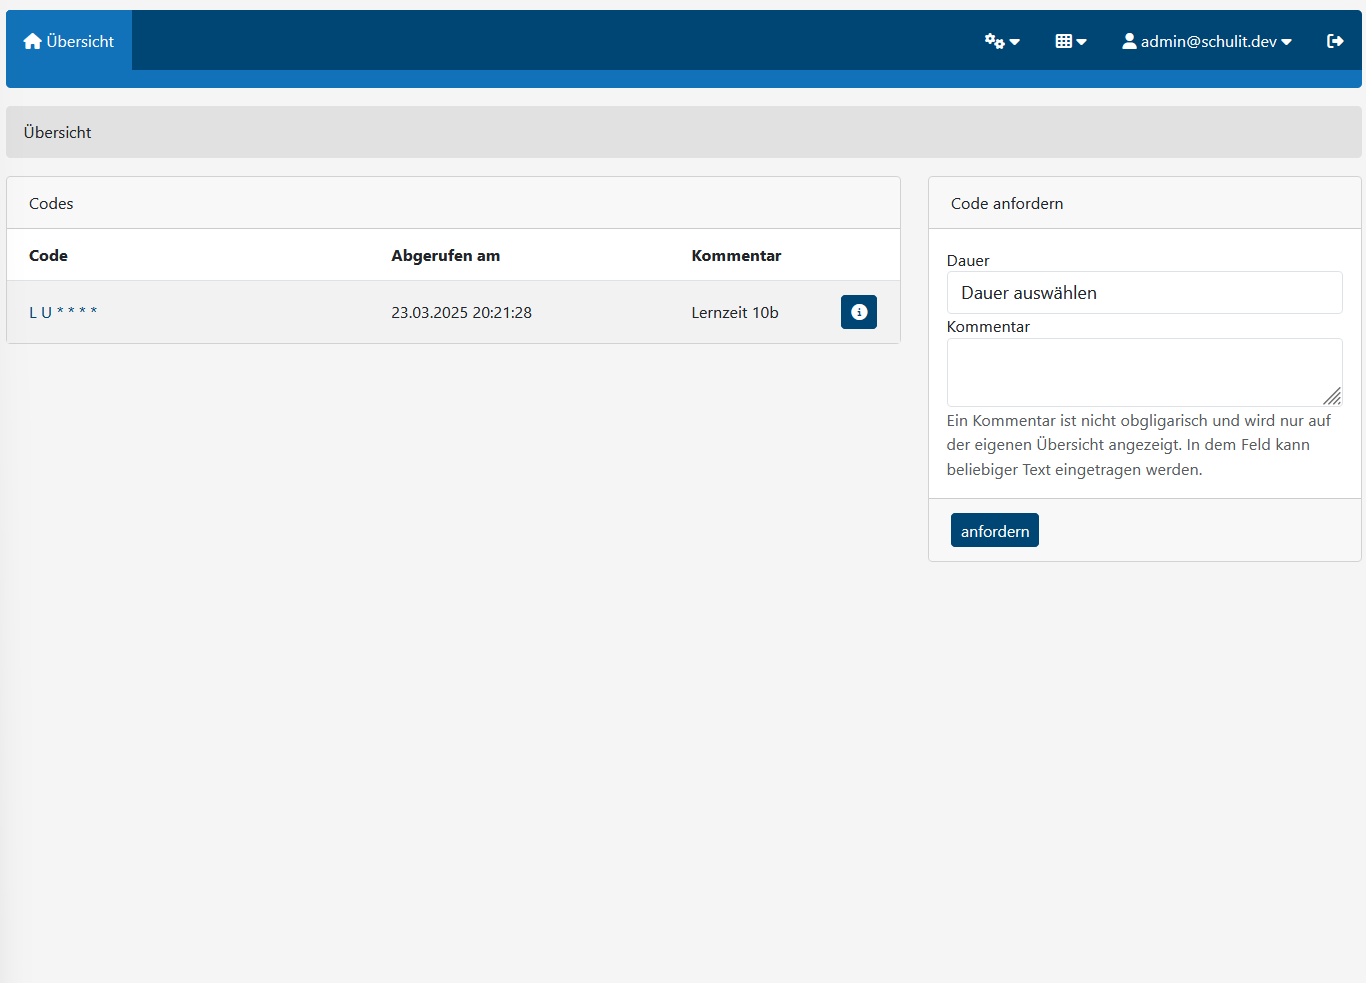 Übersicht
admin@schulit.dev
Übersicht
Codes
Code Abgerufen am Kommentar
L U * * * * 23.03.2025 20:21:28 Lernzeit 10b
Code anfordern
Dauer
Dauer auswählen
Kommentar
Ein Kommentar ist nicht obgligarisch und wird nur auf
der eigenen Übersicht angezeigt. In dem Feld kann
beliebiger Text eingetragen werden.
anfordern